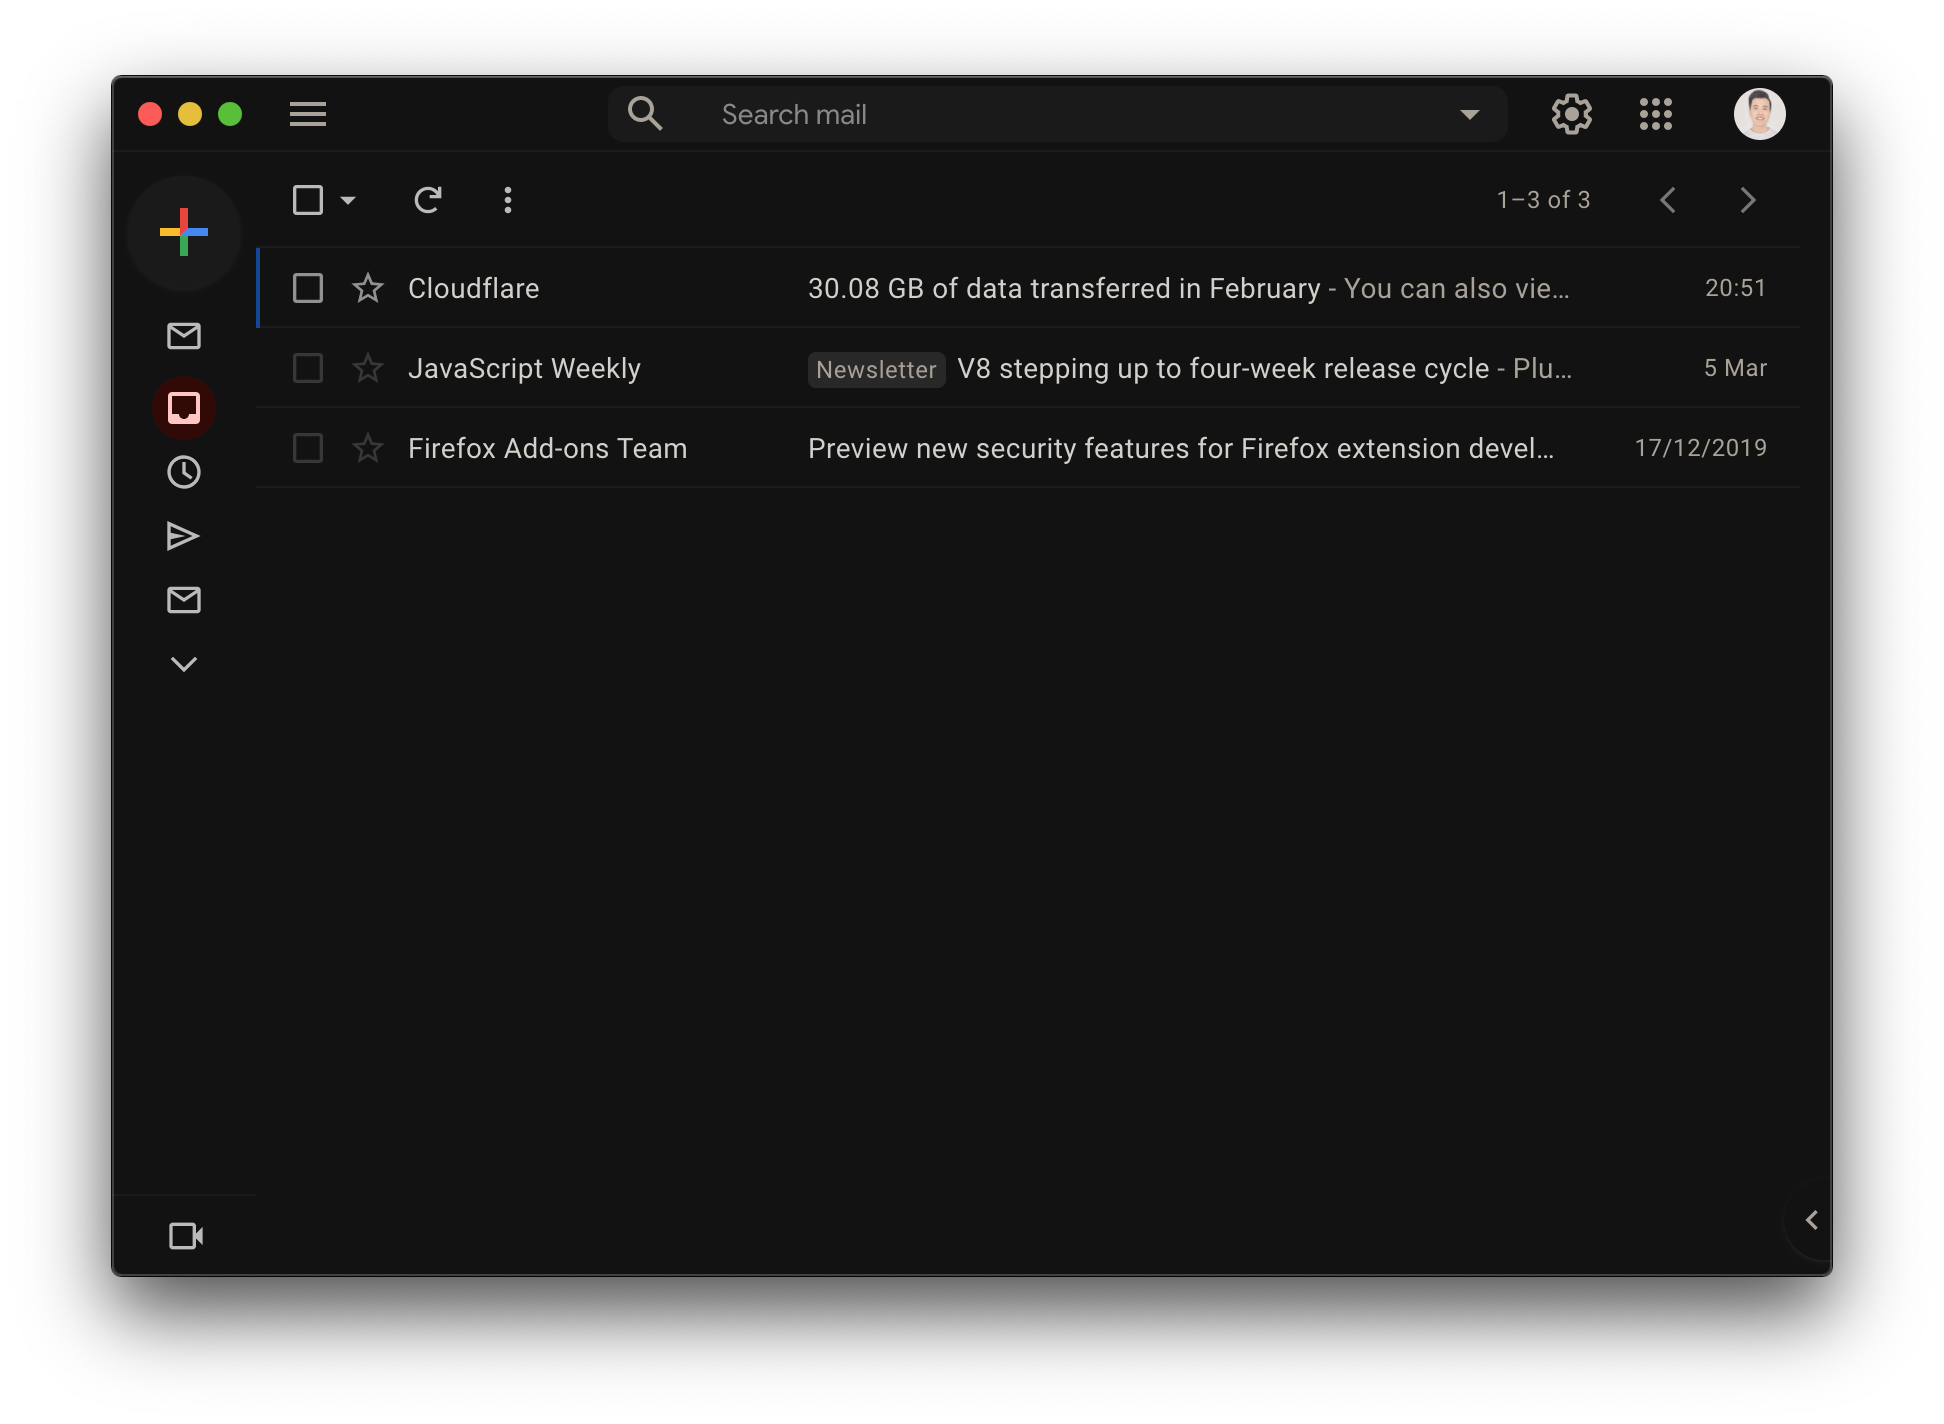 Search mail
1–3 of 3
Cloudflare 30.08 GB of data transferred in February - You can also vie… 20:51
JavaScript Weekly Newsletter V8 stepping up to four-week release cycle - Plu… 5 Mar
Firefox Add-ons Team Preview new security features for Firefox extension devel… 17/12/2019